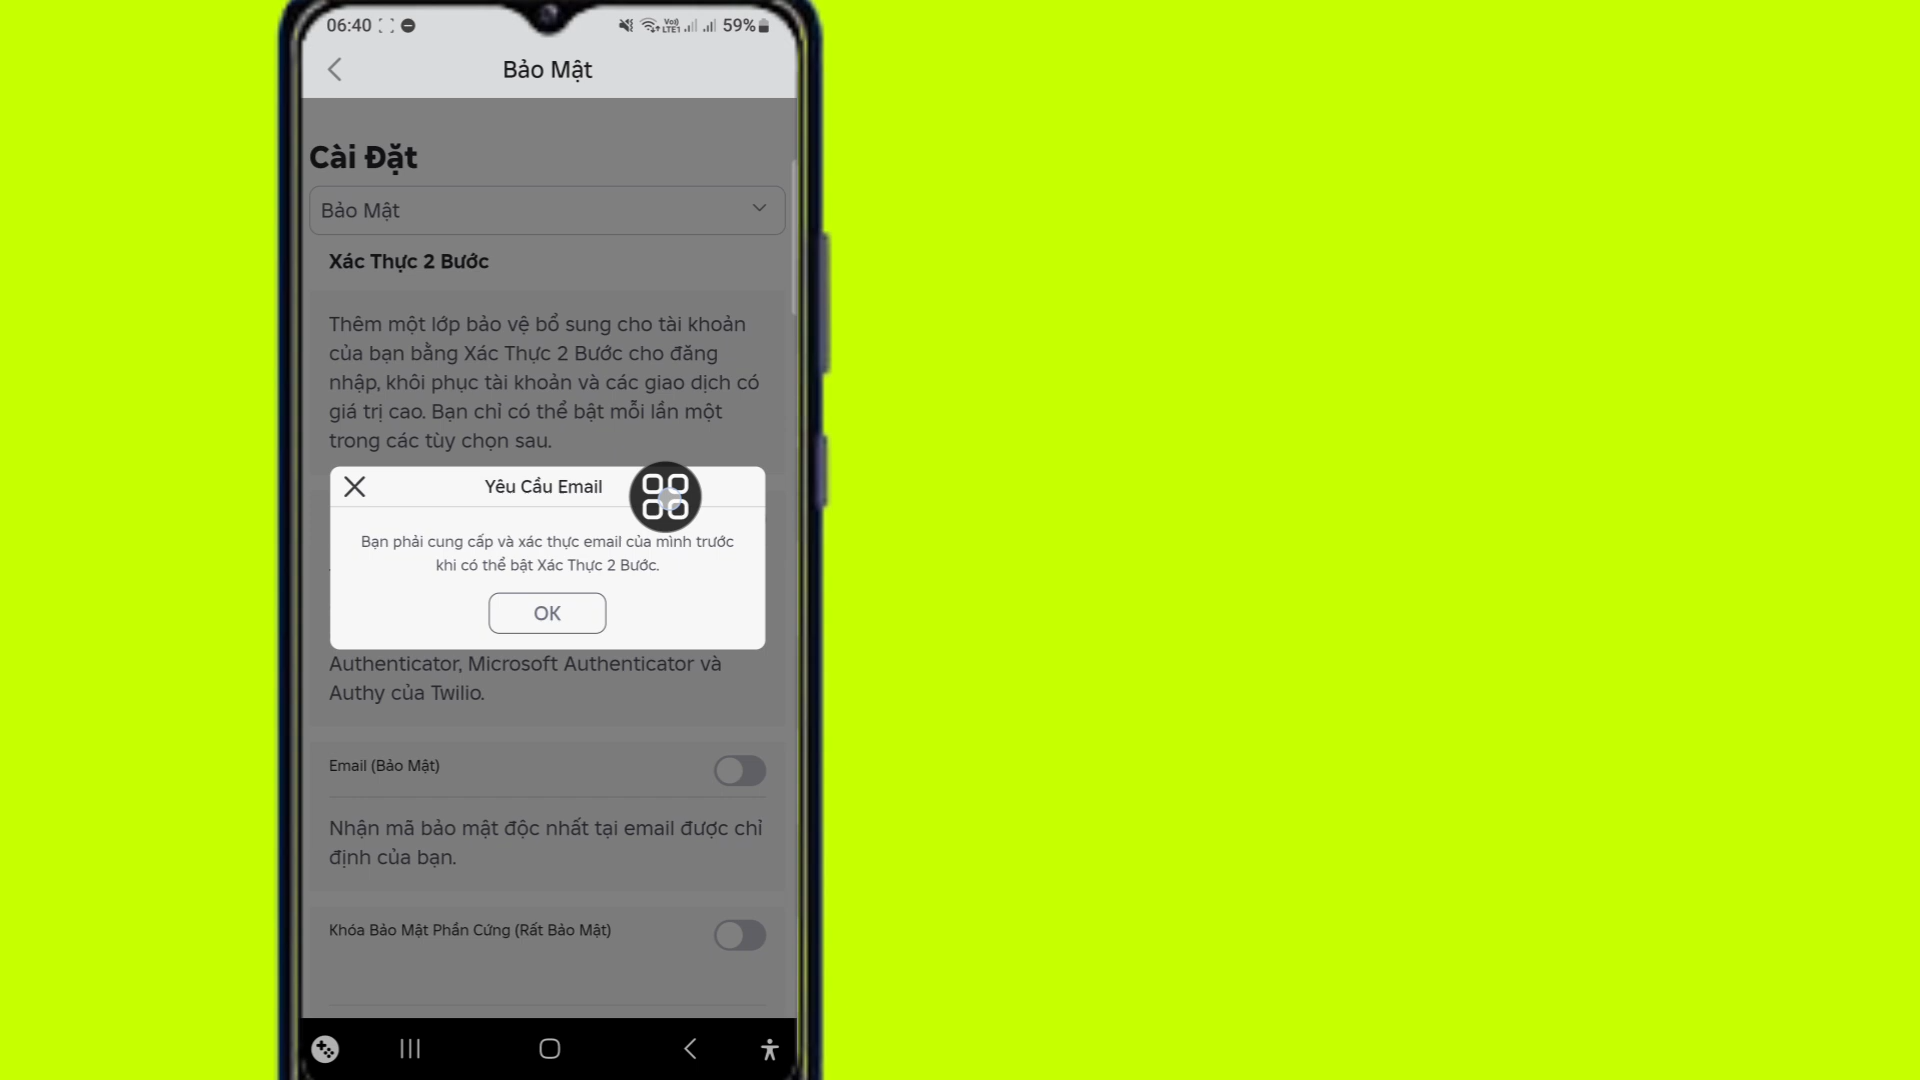 06:40
Vo)) LTE1
59%
Bảo Mật
Cài Đặt
Bảo Mật
Xác Thực 2 Bước
Thêm một lớp bảo vệ bổ sung cho tài khoản
của bạn bằng Xác Thực 2 Bước cho đăng
nhập, khôi phục tài khoản và các giao dịch có
giá trị cao. Bạn chỉ có thể bật mỗi lần một
trong các tùy chọn sau.
Yêu Cầu Email
Bạn phải cung cấp và xác thực email của mình trước
khi có thể bật Xác Thực 2 Bước.
OK
Authenticator, Microsoft Authenticator và
Authy của Twilio.
Email (Bảo Mật)
Nhận mã bảo mật độc nhất tại email được chỉ
định của bạn.
Khóa Bảo Mật Phần Cứng (Rất Bảo Mật)